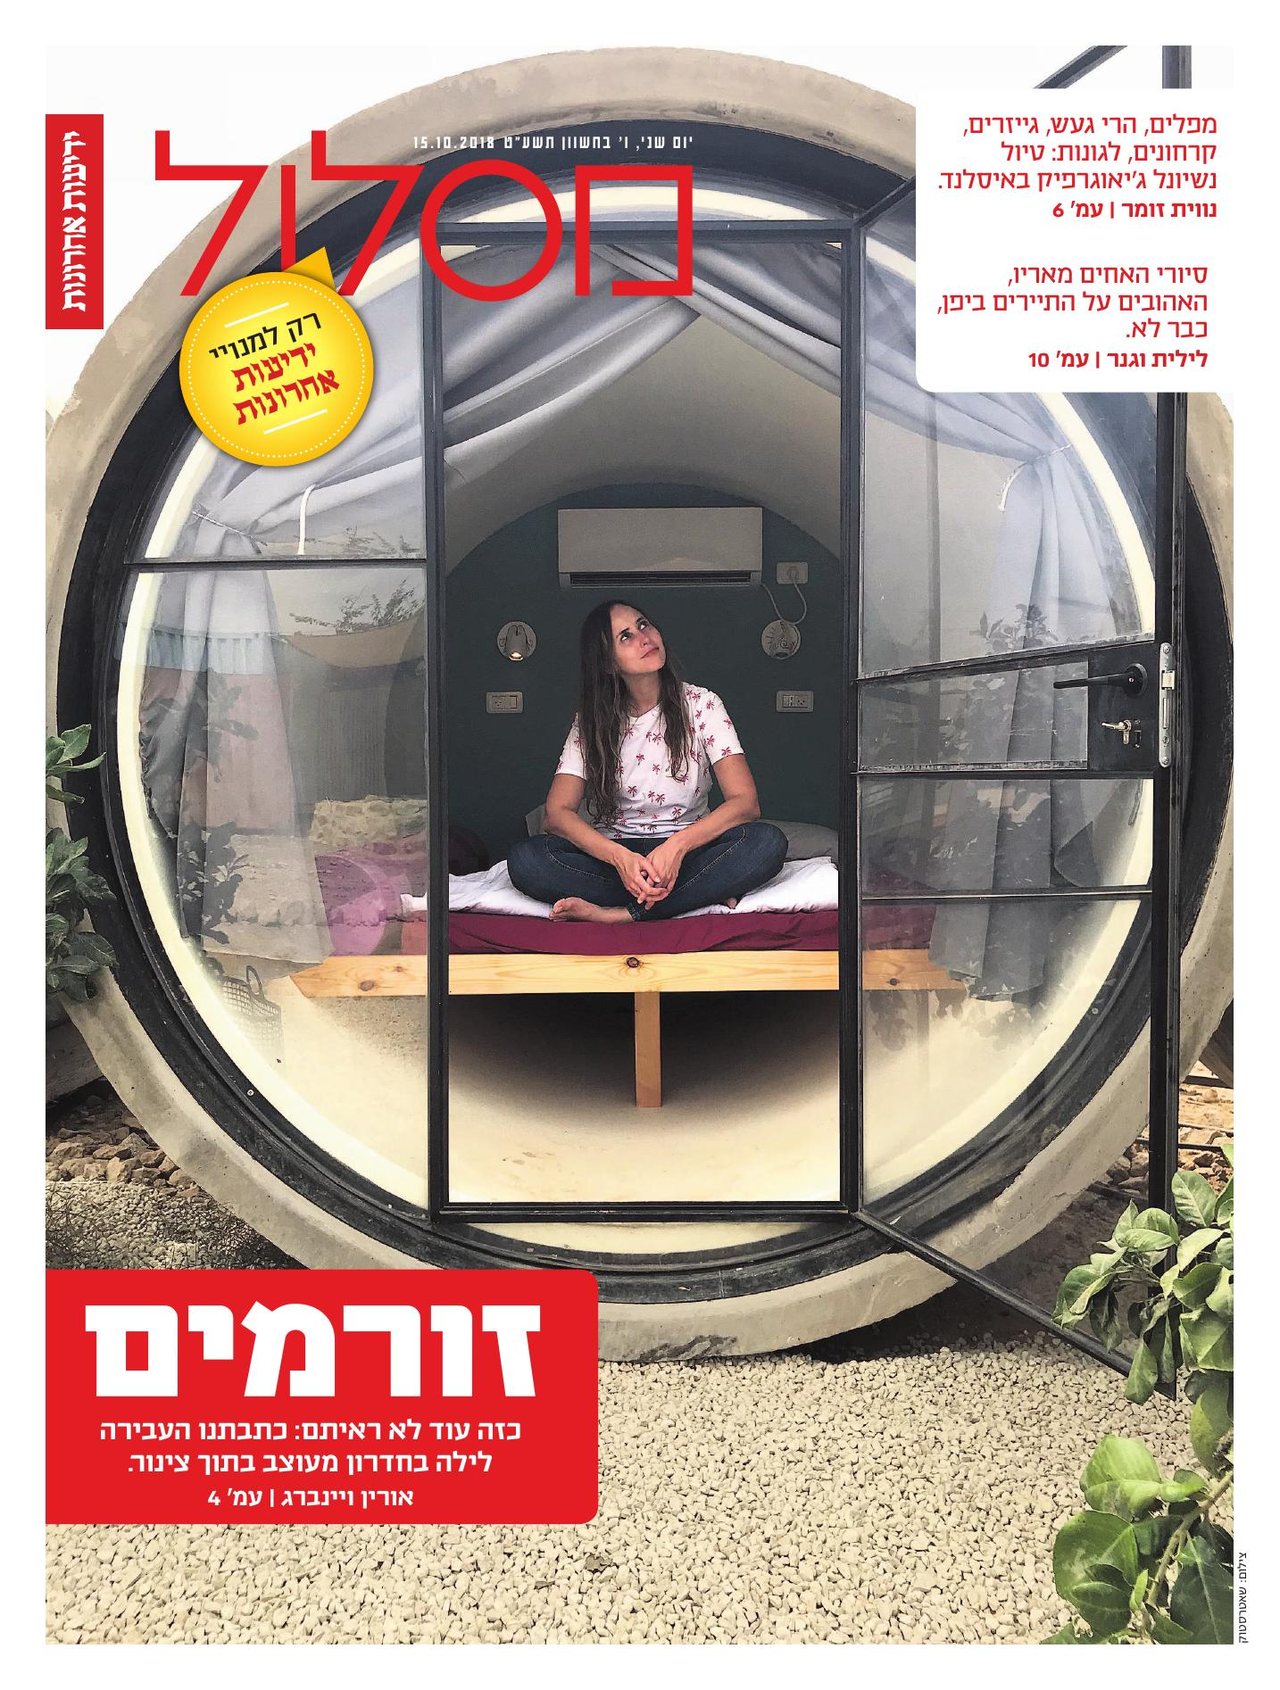 ידיעות אחרונות
יום שני, ו' בחשוון תשע"ט 15.10.2018
מסלול
רק למנויי
ידיעות
אחרונות
מפלים, הרי געש, גייזרים,
קרחונים, לגונות: טיול
נשיונל ג'יאוגרפיק באיסלנד.
נווית זומר | עמ' 6
סיורי האחים מאריו,
האהובים על התיירים ביפן,
כבר לא.
לילית וגנר | עמ' 10
זורמים
כזה עוד לא ראיתם: כתבתנו העבירה
לילה בחדרון מעוצב בתוך צינור.
אורין ויינברג | עמ' 4
צילום: שאטרסטוק